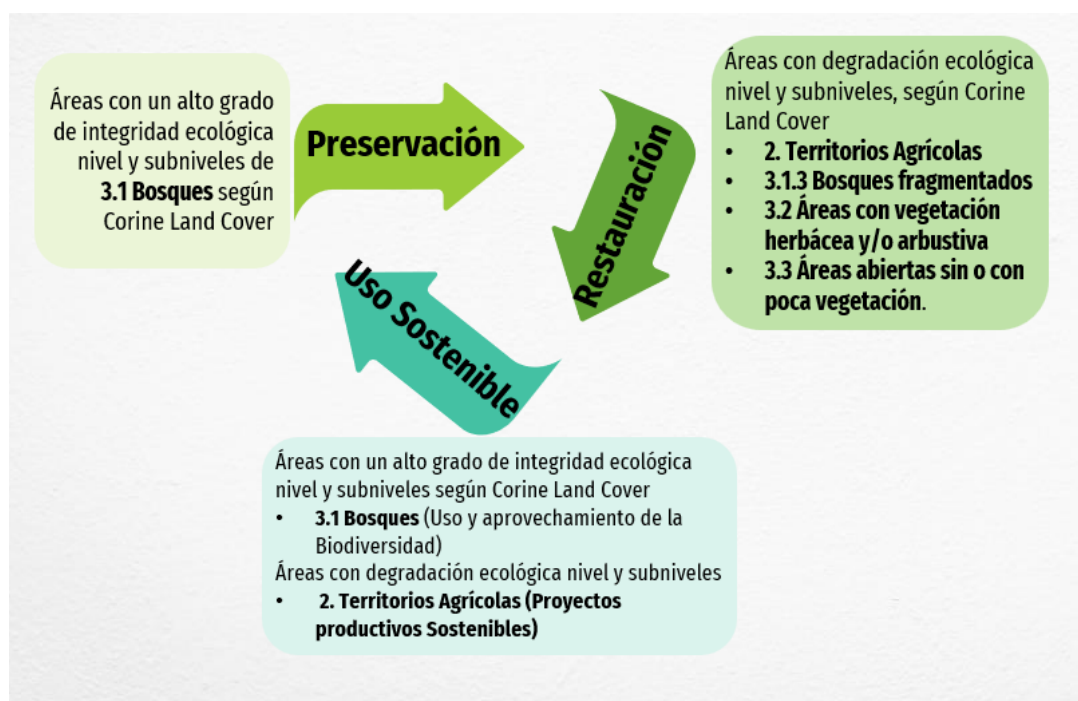 Áreas con un alto grado
de integridad ecológica
nivel y subniveles de
3.1 Bosques según
Corine Land Cover
Preservación
Restauración
Áreas con degradación ecológica
nivel y subniveles, según Corine
Land Cover
• 2. Territorios Agrícolas
• 3.1.3 Bosques fragmentados
• 3.2 Áreas con vegetación
herbácea y/o arbustiva
• 3.3 Áreas abiertas sin o con
poca vegetación.
Uso Sostenible
Áreas con un alto grado de integridad ecológica
nivel y subniveles según Corine Land Cover
• 3.1 Bosques (Uso y aprovechamiento de la
Biodiversidad)
Áreas con degradación ecológica nivel y subniveles
• 2. Territorios Agrícolas (Proyectos
productivos Sostenibles)